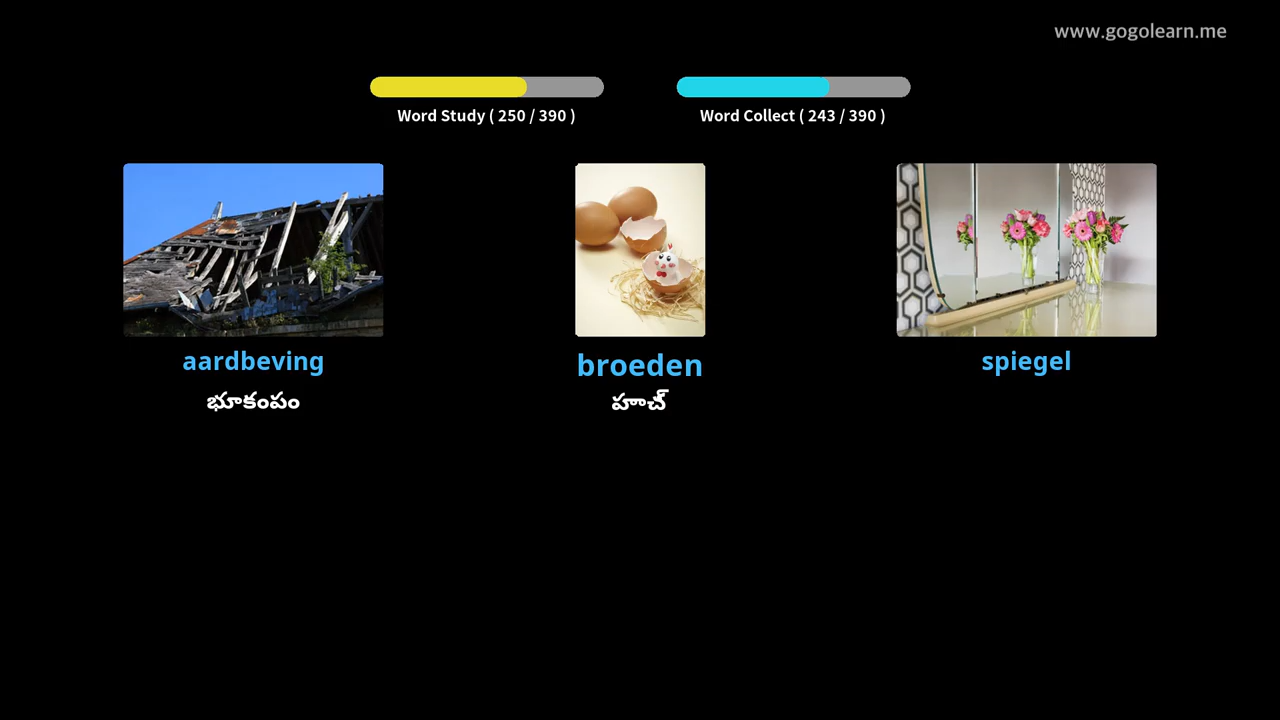 www.gogolearn.me
Word Study ( 250 / 390 )
Word Collect ( 243 / 390 )
aardbeving
broeden
spiegel
భూకంపం
హాచ్